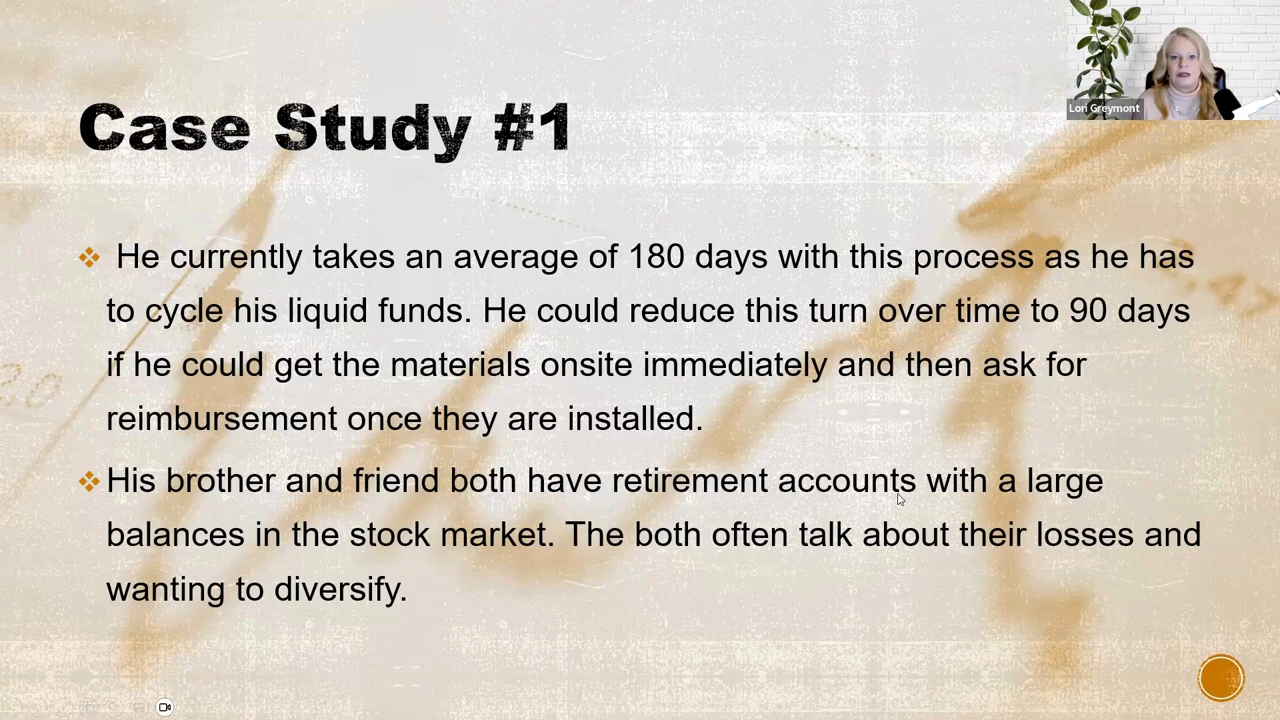 Lori Greymont
Case Study #1
He currently takes an average of 180 days with this process as he has
to cycle his liquid funds. He could reduce this turn over time to 90 days
if he could get the materials onsite immediately and then ask for
reimbursement once they are installed.
His brother and friend both have retirement accounts with a large
balances in the stock market. The both often talk about their losses and
wanting to diversify.